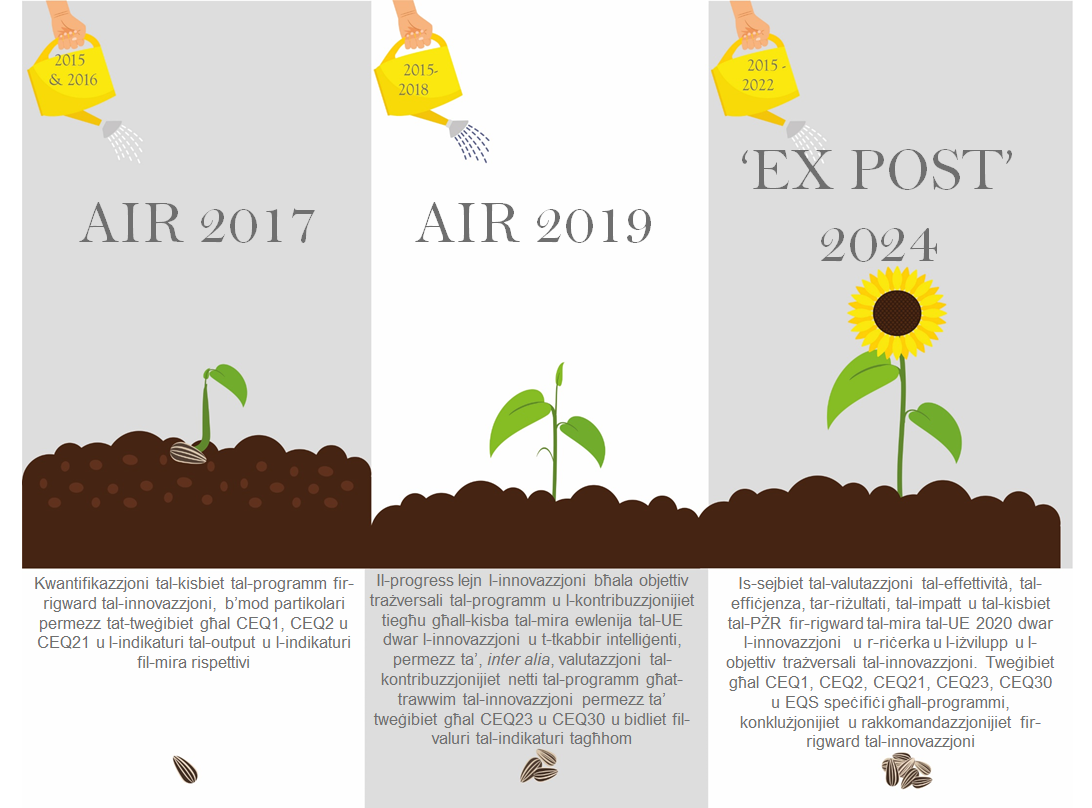 2015
& 2016
AIR 2017
Kwantifikazzjoni tal-kisbiet tal-programm fir-
rigward tal-innovazzjoni, b’mod partikolari
permezz tat-tweġibiet għal CEQ1, CEQ2 u
CEQ21 u l-indikaturi tal-output u l-indikaturi
fil-mira rispettivi
2015-
2018
AIR 2019
Il-progress lejn l-innovazzjoni bħala objettiv
trażversali tal-programm u l-kontribuzzjonijiet
tiegħu għall-kisba tal-mira ewlenija tal-UE
dwar l-innovazzjoni u t-tkabbir intelliġenti,
permezz ta’, inter alia, valutazzjoni tal-
kontribuzzjonijiet netti tal-programm għat-
trawwim tal-innovazzjoni permezz ta’
tweġibiet għal CEQ23 u CEQ30 u bidliet fil-
valuri tal-indikaturi tagħhom
2015 -
2022
‘EX POST’
2024
Is-sejbiet tal-valutazzjoni tal-effettività, tal-
effiċjenza, tar-riżultati, tal-impatt u tal-kisbiet
tal-PŻR fir-rigward tal-mira tal-UE 2020 dwar
l-innovazzjoni u r-riċerka u l-iżvilupp u l-
objettiv trażversali tal-innovazzjoni. Tweġibiet
għal CEQ1, CEQ2, CEQ21, CEQ23, CEQ30
u EQS speċifiċi għall-programmi,
konklużjonijiet u rakkomandazzjonijiet fir-
rigward tal-innovazzjoni